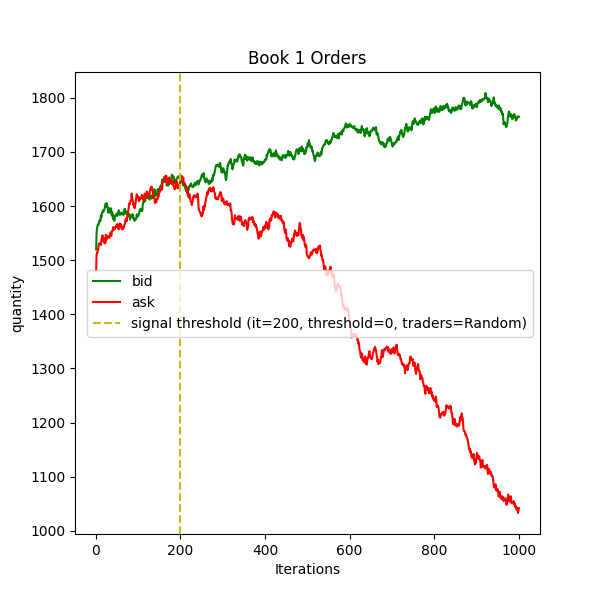 Book 1 Orders
quantity
1800
1700
1600
1500
1400
1300
1200
1100
1000
bid
ask
signal threshold (it=200, threshold=0, traders=Random)
0 200 400 600 800 1000
Iterations